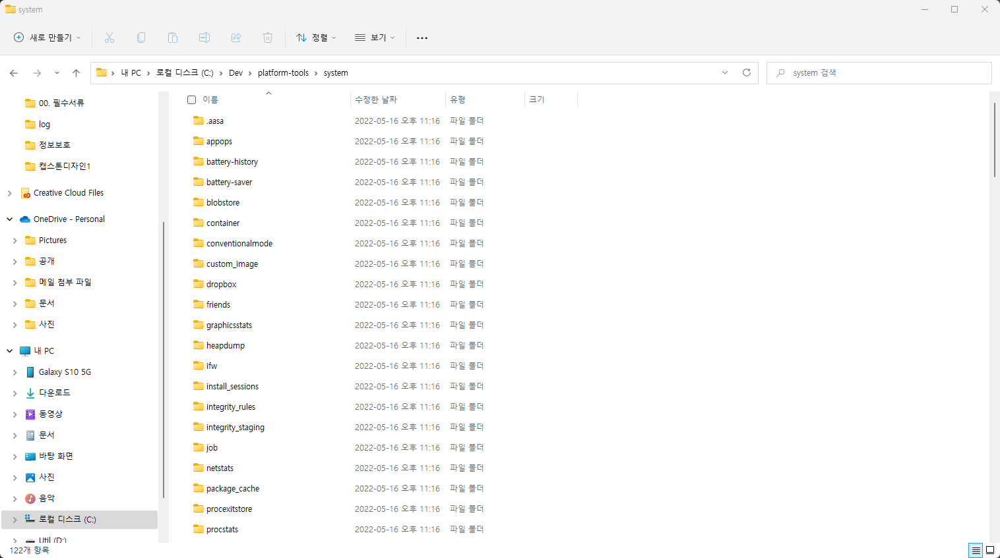 system
새로 만들기
정렬
보기
내 PC > 로컬 디스크 (C:) > Dev > platform-tools > system
system 검색
00. 필수서류
log
정보보호
캡스톤디자인1
Creative Cloud Files
OneDrive - Personal
Pictures
공개
메일 첨부 파일
문서
사진
내 PC
Galaxy S10 5G
다운로드
동영상
문서
바탕 화면
사진
음악
로컬 디스크 (C:)
Util (D:)
이름 수정한 날짜 유형 크기
.aasa 2022-05-16 오후 11:16 파일 폴더
appops 2022-05-16 오후 11:16 파일 폴더
battery-history 2022-05-16 오후 11:16 파일 폴더
battery-saver 2022-05-16 오후 11:16 파일 폴더
blobstore 2022-05-16 오후 11:16 파일 폴더
container 2022-05-16 오후 11:16 파일 폴더
conventionalmode 2022-05-16 오후 11:16 파일 폴더
custom_image 2022-05-16 오후 11:16 파일 폴더
dropbox 2022-05-16 오후 11:16 파일 폴더
friends 2022-05-16 오후 11:16 파일 폴더
graphicsstats 2022-05-16 오후 11:16 파일 폴더
heapdump 2022-05-16 오후 11:16 파일 폴더
ifw 2022-05-16 오후 11:16 파일 폴더
install_sessions 2022-05-16 오후 11:16 파일 폴더
integrity_rules 2022-05-16 오후 11:16 파일 폴더
integrity_staging 2022-05-16 오후 11:16 파일 폴더
job 2022-05-16 오후 11:16 파일 폴더
netstats 2022-05-16 오후 11:16 파일 폴더
package_cache 2022-05-16 오후 11:16 파일 폴더
procexitstore 2022-05-16 오후 11:16 파일 폴더
procstats 2022-05-16 오후 11:16 파일 폴더
122개 항목